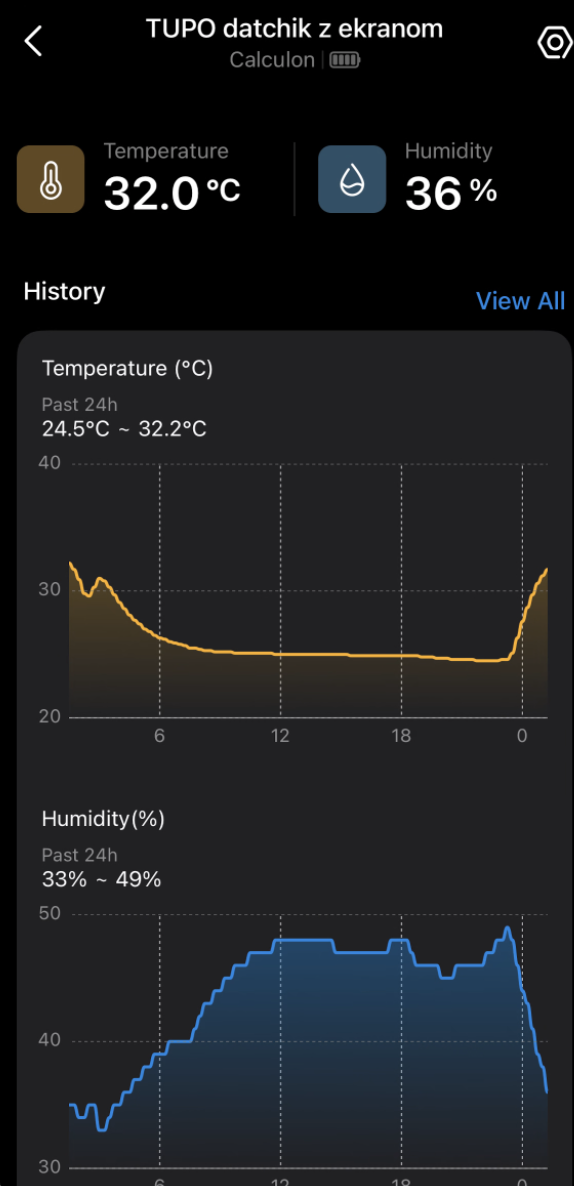 TUPO datchik z ekranom
Calculon
Temperature
32.0 °C
Humidity
36 %
History
View All
Temperature (°C)
Past 24h
24.5°C ~ 32.2°C
40
30
20
6 12 18 0
Humidity(%)
Past 24h
33% ~ 49%
50
40
30
6 12 18 0